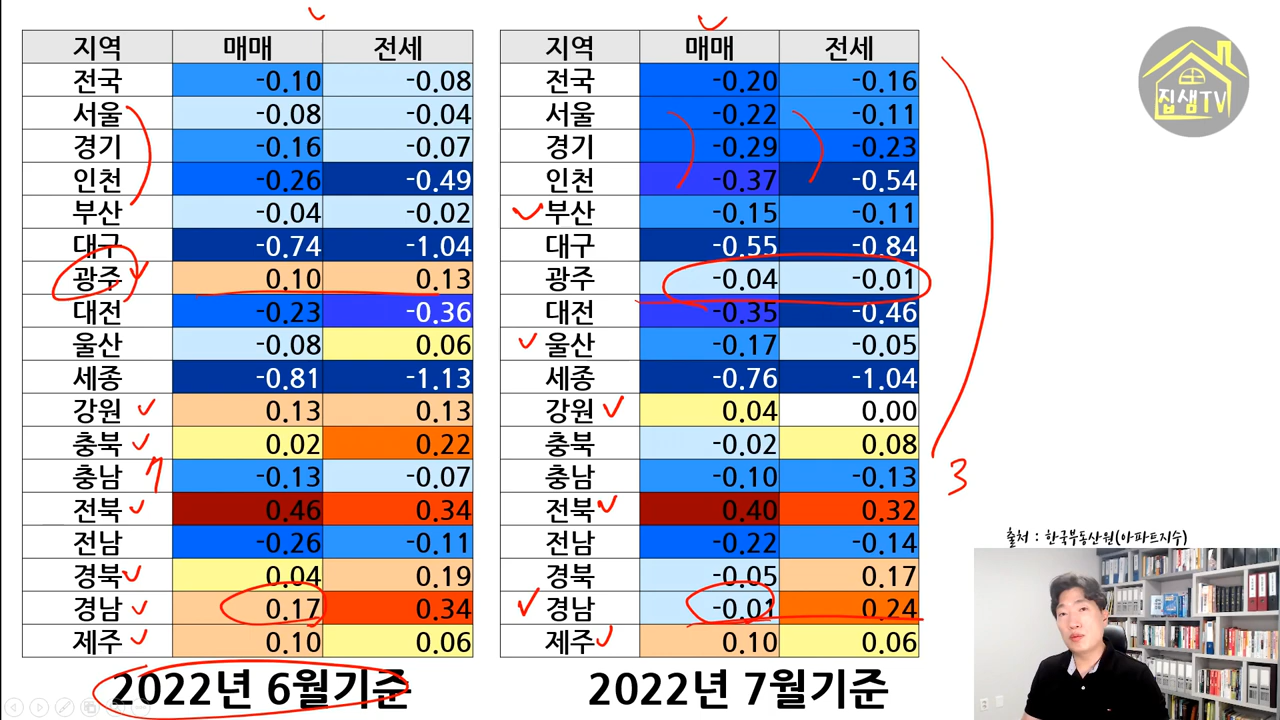 지역 매매 전세
전국 -0.10 -0.08
서울 -0.08 -0.04
경기 -0.16 -0.07
인천 -0.26 -0.49
부산 -0.04 -0.02
대구 -0.74 -1.04
광주 0.10 0.13
대전 -0.23 -0.36
울산 -0.08 0.06
세종 -0.81 -1.13
강원 0.13 0.13
충북 0.02 0.22
충남 -0.13 -0.07
전북 0.46 0.34
전남 -0.26 -0.11
경북 0.04 0.19
경남 0.17 0.34
제주 0.10 0.06
2022년 6월기준
지역 매매 전세
전국 -0.20 -0.16
서울 -0.22 -0.11
경기 -0.29 -0.23
인천 -0.37 -0.54
부산 -0.15 -0.11
대구 -0.55 -0.84
광주 -0.04 -0.01
대전 -0.35 -0.46
울산 -0.17 -0.05
세종 -0.76 -1.04
강원 0.04 0.00
충북 -0.02 0.08
충남 -0.10 -0.13
전북 0.40 0.32
전남 -0.22 -0.14
경북 -0.05 0.17
경남 -0.01 0.24
제주 0.10 0.06
2022년 7월기준
집샘TV
3
출처 : 한국부동산원(아파트지수)